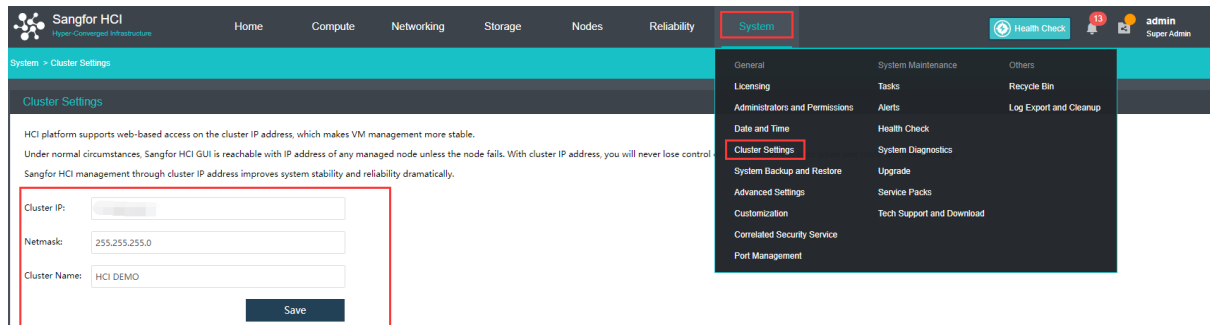 Sangfor HCI
Hyper-Converged Infrastructure
Home Compute Networking Storage Nodes Reliability System
Health Check
13
admin
Super Admin
System > Cluster Settings
General System Maintenance Others
Licensing Tasks Recycle Bin
Administrators and Permissions Alerts Log Export and Cleanup
Date and Time Health Check
Cluster Settings System Diagnostics
System Backup and Restore Upgrade
Advanced Settings Service Packs
Customization Tech Support and Download
Correlated Security Service
Port Management
Cluster Settings
HCI platform supports web-based access on the cluster IP address, which makes VM management more stable.
Under normal circumstances, Sangfor HCI GUI is reachable with IP address of any managed node unless the node fails. With cluster IP address, you will never lose control
Sangfor HCI management through cluster IP address improves system stability and reliability dramatically.
Cluster IP:
Netmask: 255.255.255.0
Cluster Name: HCI DEMO
Save